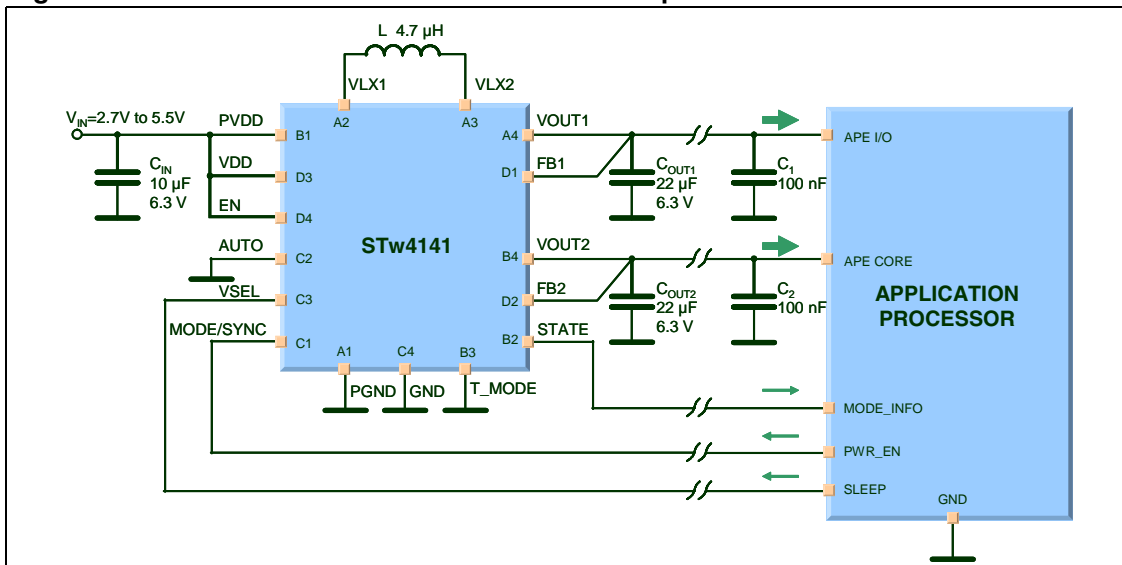 L 4.7 µH
VLX1
VLX2
A2
A3
VIN=2.7V to 5.5V
PVDD
B1
VDD
D3
EN
D4
AUTO
C2
VSEL
C3
MODE/SYNC
C1
CIN
10 µF
6.3 V
STw4141
A1
C4
B3
PGND
GND
T_MODE
A4
VOUT1
D1
FB1
B4
VOUT2
D2
FB2
B2
STATE
COUT1
22 µF
6.3 V
C1
100 nF
COUT2
22 µF
6.3 V
C2
100 nF
APE I/O
APE CORE
APPLICATION
PROCESSOR
MODE_INFO
PWR_EN
SLEEP
GND